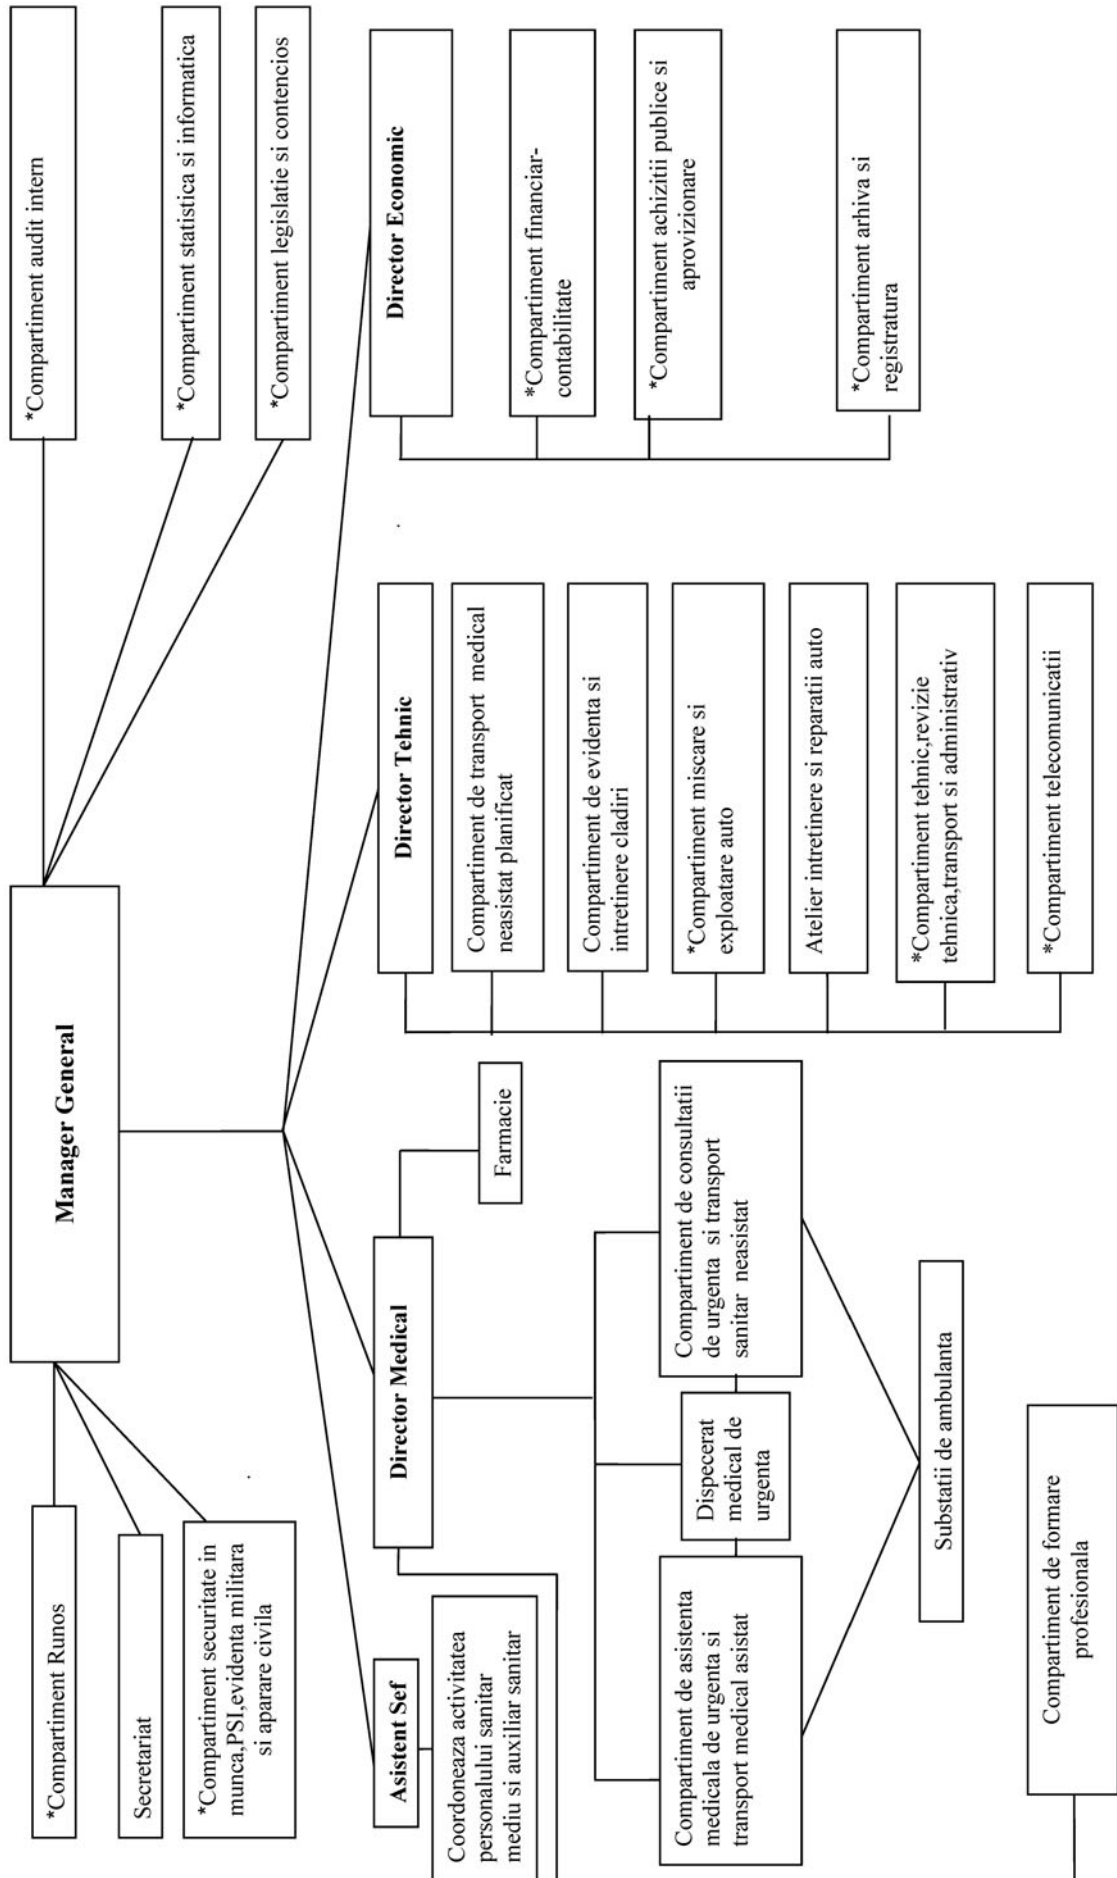 Manager General
*Compartiment Runos
Secretariat
*Compartiment securitate in
munca,PSI,evidenta militara
si aparare civila
*Compartiment audit intern
*Compartiment statistica si informatica
*Compartiment legislatie si contencios
Asistent Sef
Coordoneaza activitatea
personalului sanitar
mediu si auxiliar sanitar
Director Medical
Farmacie
Compartiment de asistenta
medicala de urgenta si
transport medical asistat
Dispecerat
medical de
urgenta
Compartiment de consultatii
de urgenta si transport
sanitar neasistat
Substatii de ambulanta
Compartiment de formare
profesionala
Director Tehnic
Compartiment de transport medical
neasistat planificat
Compartiment de evidenta si
intretinere cladiri
*Compartiment miscare si
exploatare auto
Atelier intretinere si reparatii auto
*Compartiment tehnic,revizie
tehnica,transport si administrativ
*Compartiment telecomunicatii
Director Economic
*Compartiment financiar-
contabilitate
*Compartiment achizitii publice si
aprovizionare
*Compartiment arhiva si
registratura